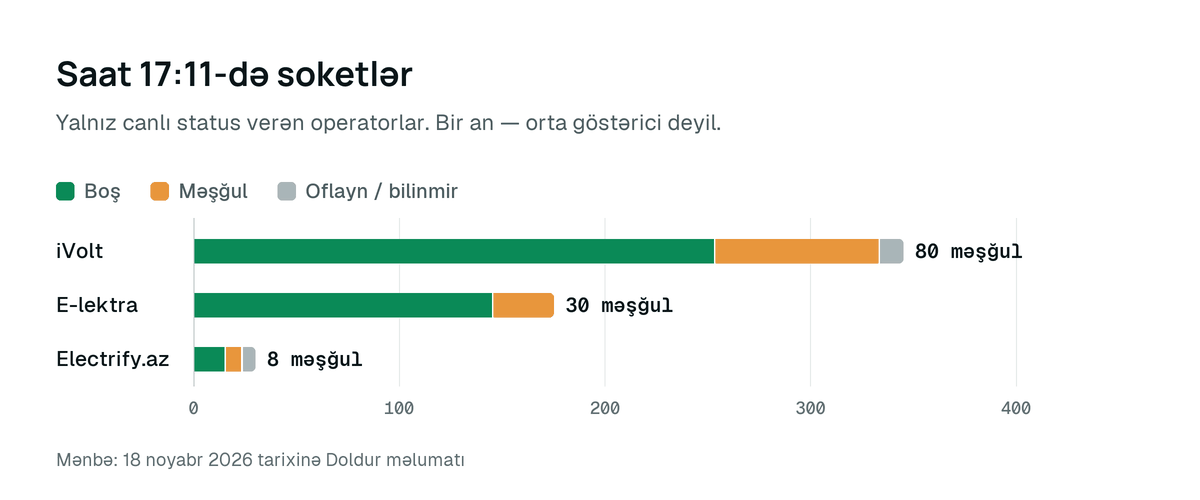 Saat 17:11-də soketlər
Yalnız canlı status verən operatorlar. Bir an — orta göstərici deyil.
Boş Məşğul Oflayn / bilinmir
iVolt 80 məşğul
E-lektra 30 məşğul
Electrify.az 8 məşğul
0 100 200 300 400
Mənbə: 18 noyabr 2026 tarixinə Doldur məlumatı